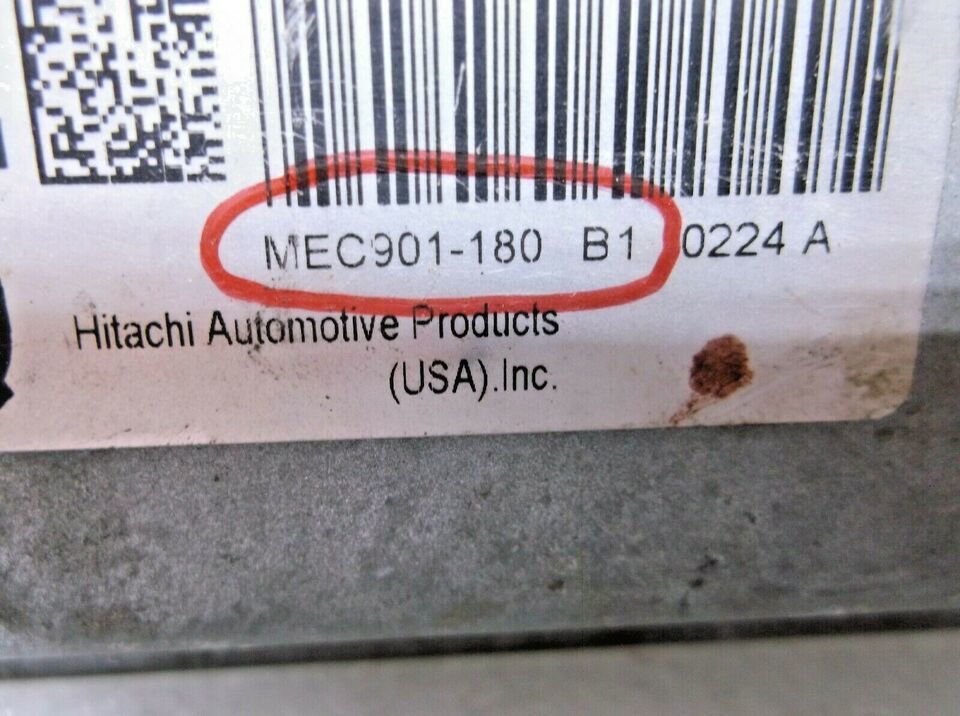 MEC901-180 B1 0224 A
Hitachi Automotive Products
(USA).Inc.